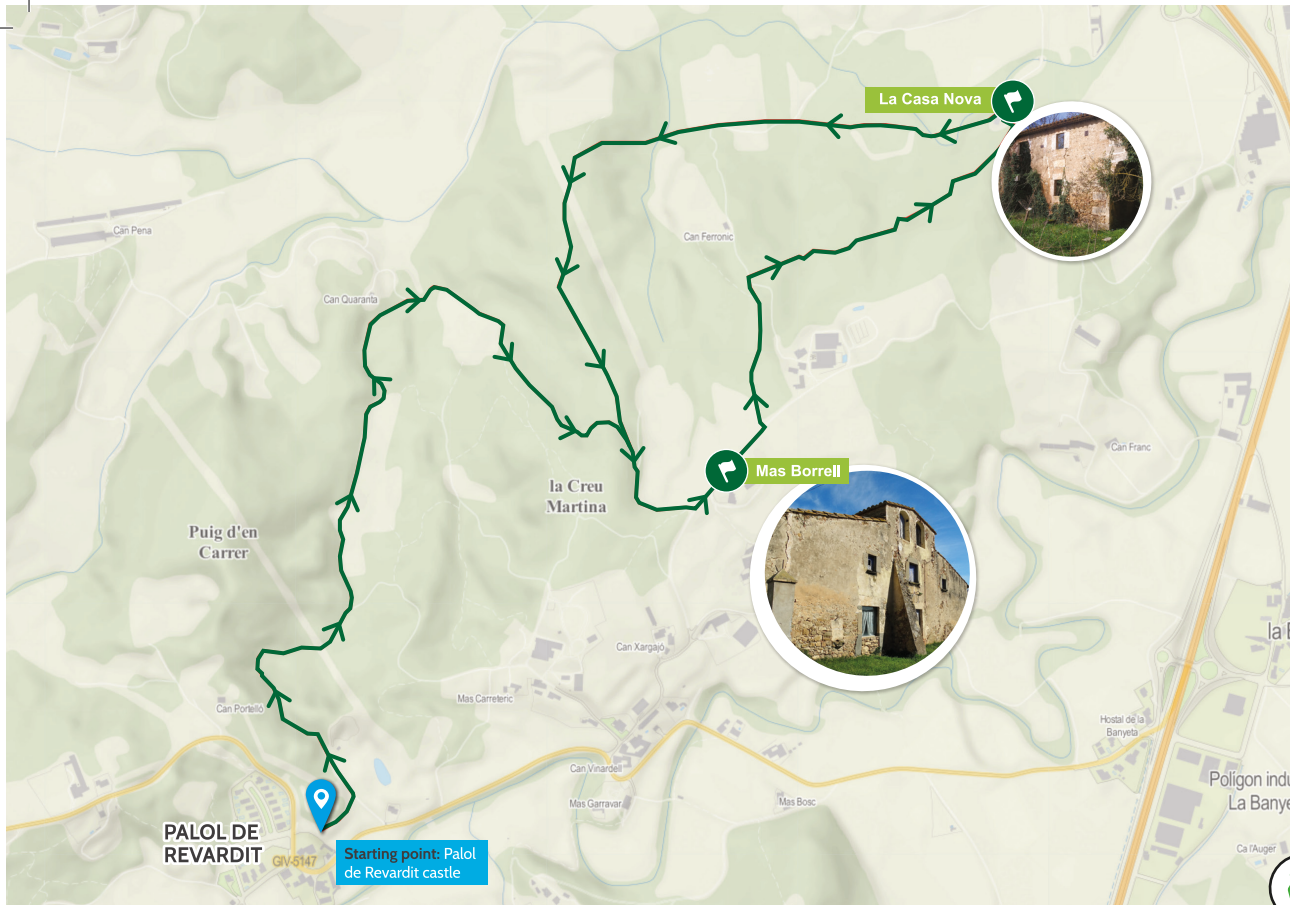 La Casa Nova
Can Pena
Can Ferronic
Can Quaranta
Mas Borrell
Can Franc
la Creu
Martina
Puig d'en
Carrer
Can Xargajó
Mas Carreteric
Can Portelló
Hostal de la
Banyeta
Can Vinardell
Mas Garravar
Mas Bosc
Polígon indu
La Banye
PALOL DE
REVARDIT
GIV-5147
Starting point: Palol
de Revardit castle
Ca l'Auger